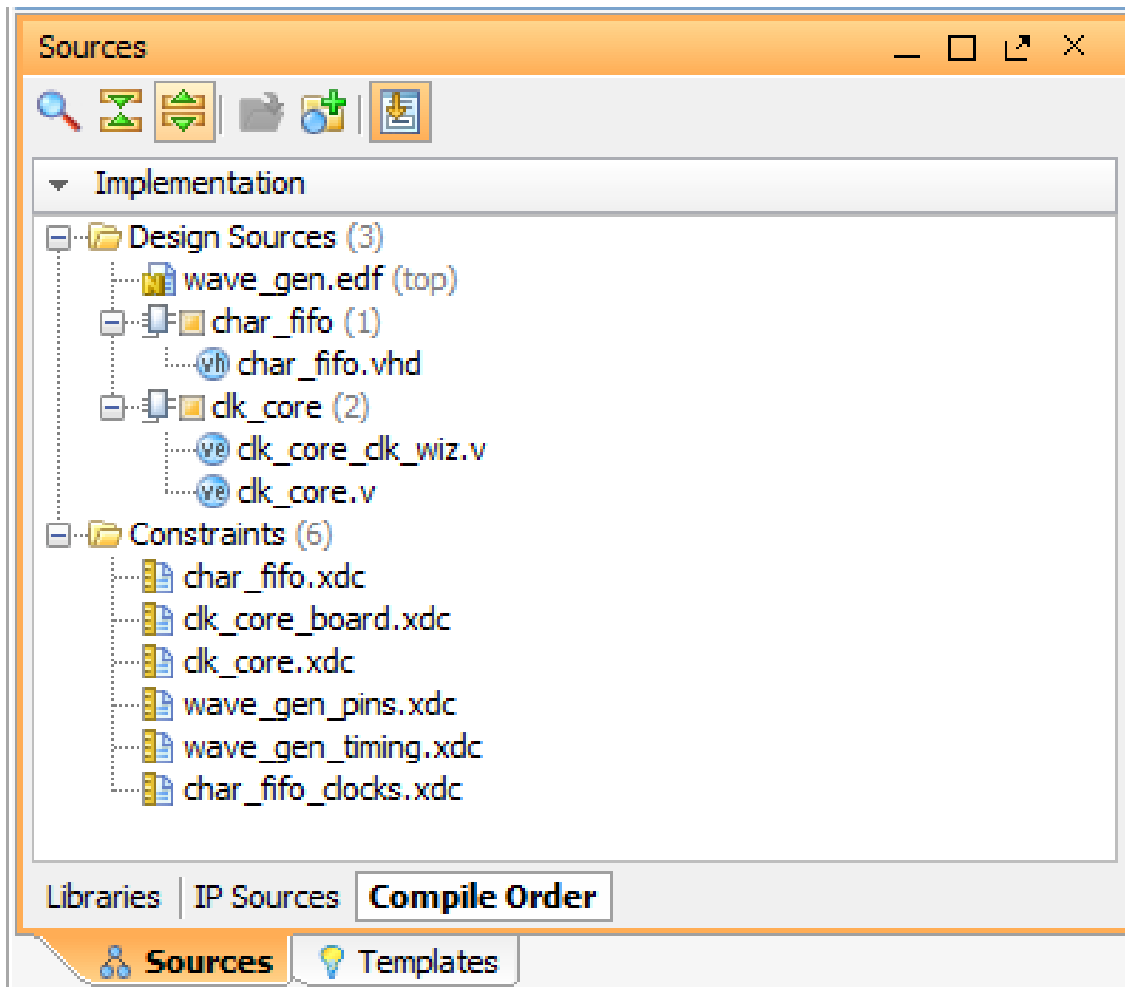 Sources
Implementation
Design Sources (3)
wave_gen.edf (top)
char_fifo (1)
char_fifo.vhd
clk_core (2)
clk_core_clk_wiz.v
clk_core.v
Constraints (6)
char_fifo.xdc
clk_core_board.xdc
clk_core.xdc
wave_gen_pins.xdc
wave_gen_timing.xdc
char_fifo_clocks.xdc
Libraries IP Sources Compile Order
Sources Templates